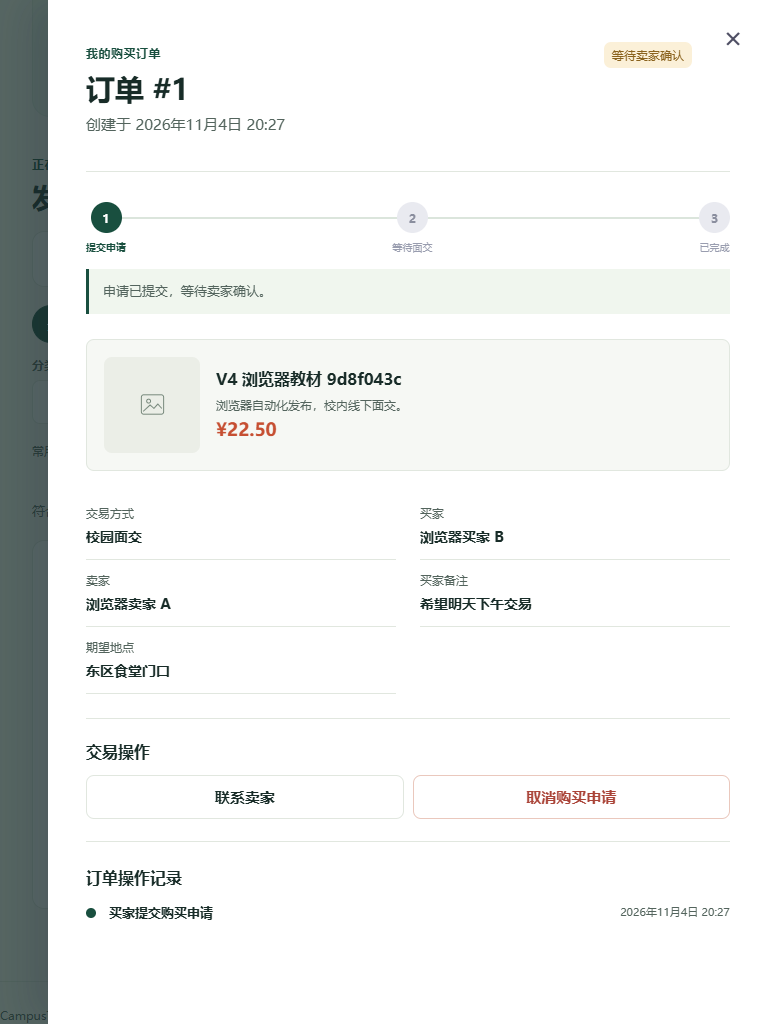 我的购买订单
等待卖家确认
订单 #1
创建于 2026年11月4日 20:27
1
2
3
提交申请
等待面交
已完成
申请已提交，等待卖家确认。
V4 浏览器教材 9d8f043c
浏览器自动化发布，校内线下面交。
¥22.50
交易方式
校园面交
买家
浏览器买家 B
卖家
浏览器卖家 A
买家备注
希望明天下午交易
期望地点
东区食堂门口
交易操作
联系卖家
取消购买申请
订单操作记录
买家提交购买申请
2026年11月4日 20:27
Campus